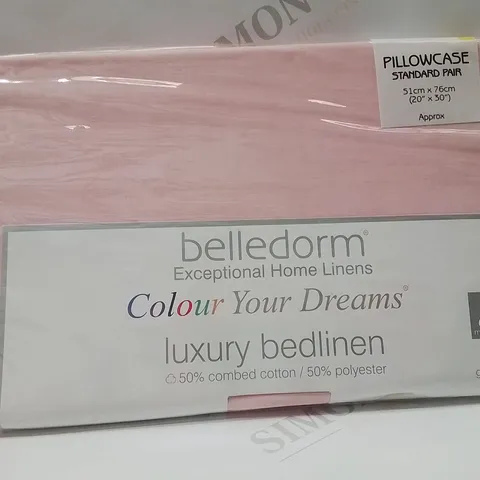 PILLOWCASE
STANDARD PAIR
51cm x 76cm
(20" x 30")
Approx
belledorm®
Exceptional Home Linens
Colour Your Dreams®
luxury bedlinen
50% combed cotton / 50% polyester